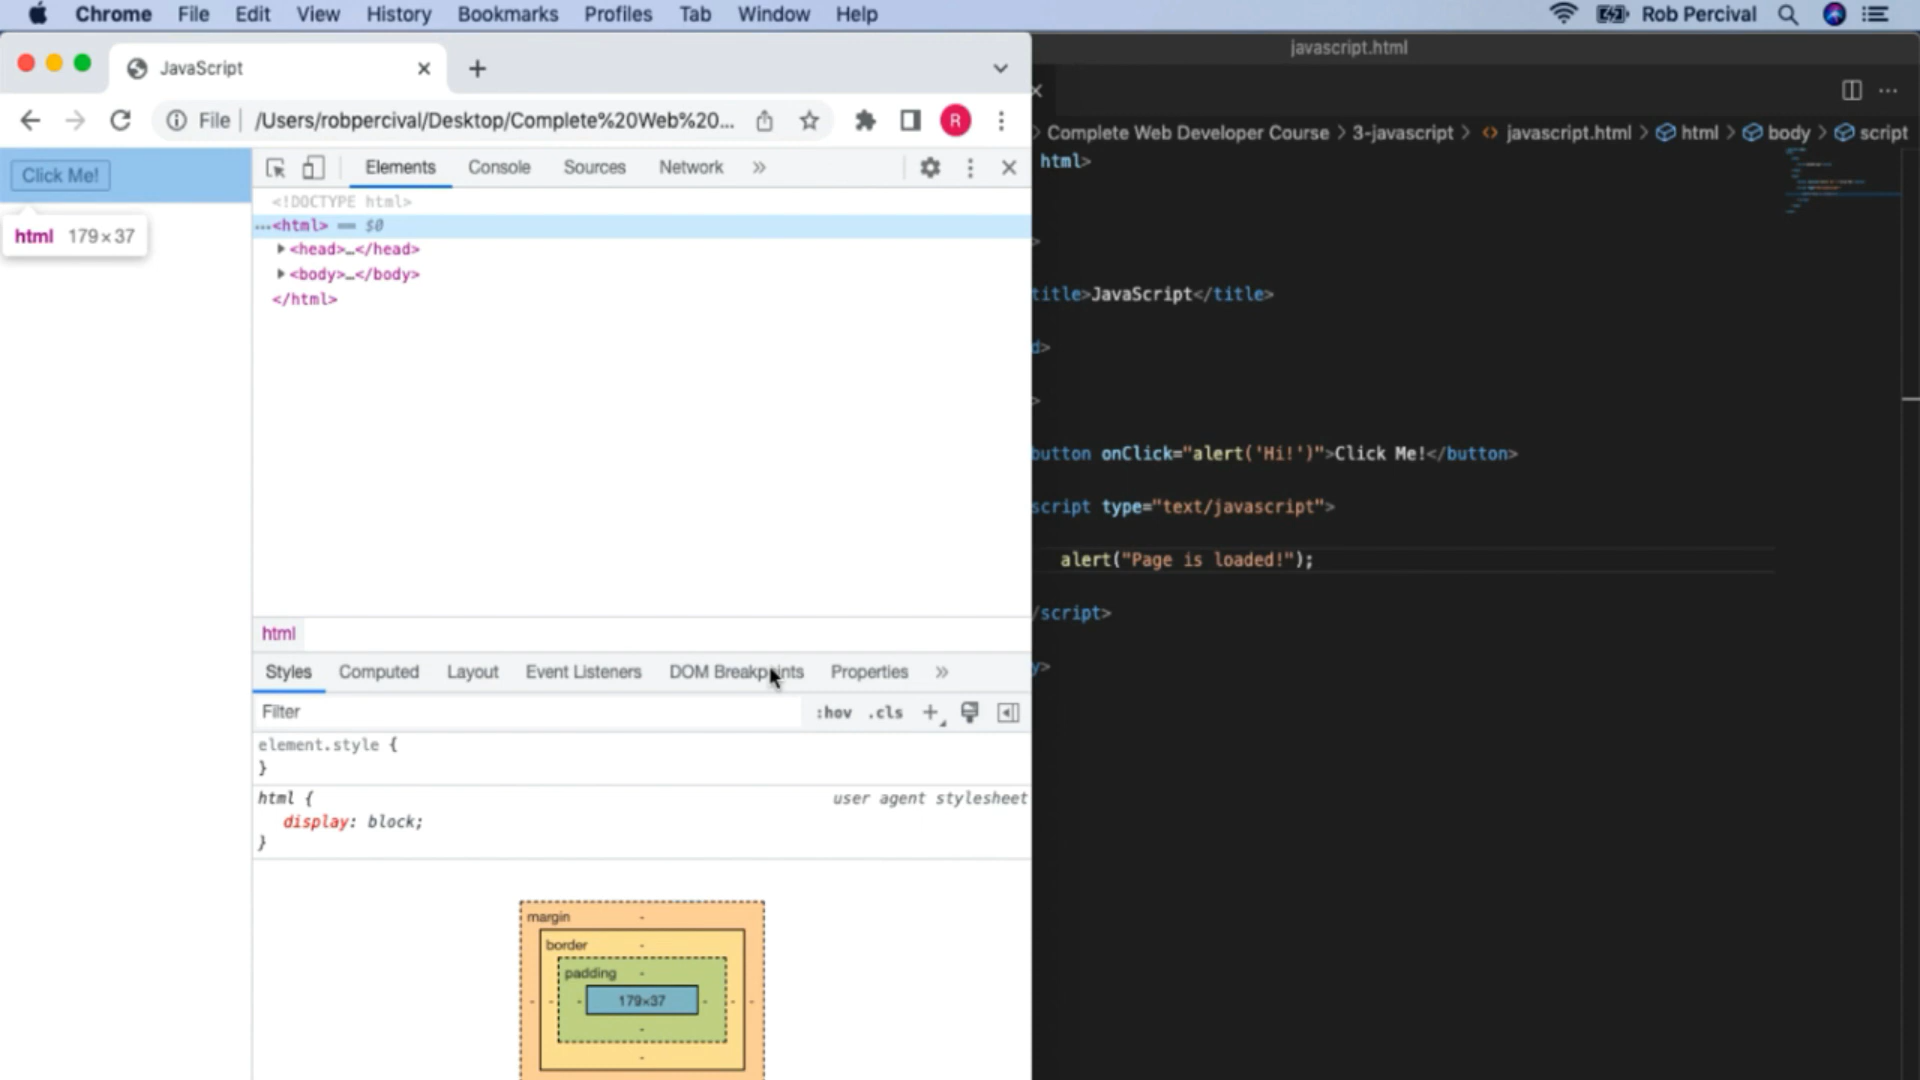 Chrome File Edit View History Bookmarks Profiles Tab Window Help Rob Percival
JavaScript
File /Users/robpercival/Desktop/Complete%20Web%20...
R
Click Me!
html 179×37
Elements Console Sources Network »
<!DOCTYPE html>
…<html> == $0
<head>…</head>
<body>…</body>
</html>
html
Styles Computed Layout Event Listeners DOM Breakpoints Properties »
Filter
:hov .cls
element.style {
}
html {
user agent stylesheet
display: block;
}
margin -
border -
padding -
- - - 179×37 - - -
-
-
javascript.html
Complete Web Developer Course > 3-javascript > javascript.html > html > body > script
html>
>
title>JavaScript</title>
d>
>
button onClick="alert('Hi!')">Click Me!</button>
script type="text/javascript">
alert("Page is loaded!");
/script>
y>